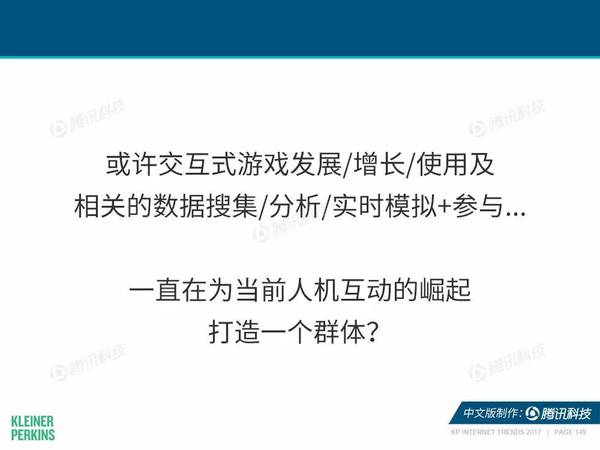 腾讯科技
腾讯科技
或许交互式游戏发展/增长/使用及
相关的数据搜集/分析/实时模拟+参与...
腾讯科技
一直在为当前人机互动的崛起
打造一个群体？
腾讯科技
腾讯科技
KLEINER
PERKINS
中文版制作：腾讯科技
KP INTERNET TRENDS 2017 | PAGE 149